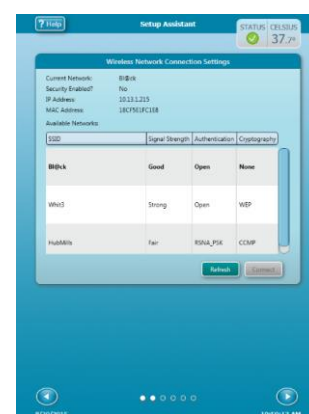 ? Help
Setup Assistant
STATUS CELSIUS
37.7°
Wireless Network Connection Settings
Current Network: Bl@ck
Security Enabled? No
IP Address: 10.13.1.215
MAC Address:
Available Networks:
SSID Signal Strength Authentication Cryptography
Bl@ck Good Open None
Whit3 Strong Open WEP
HubMills Fair RSNA_PSK CCMP
Refresh Connect